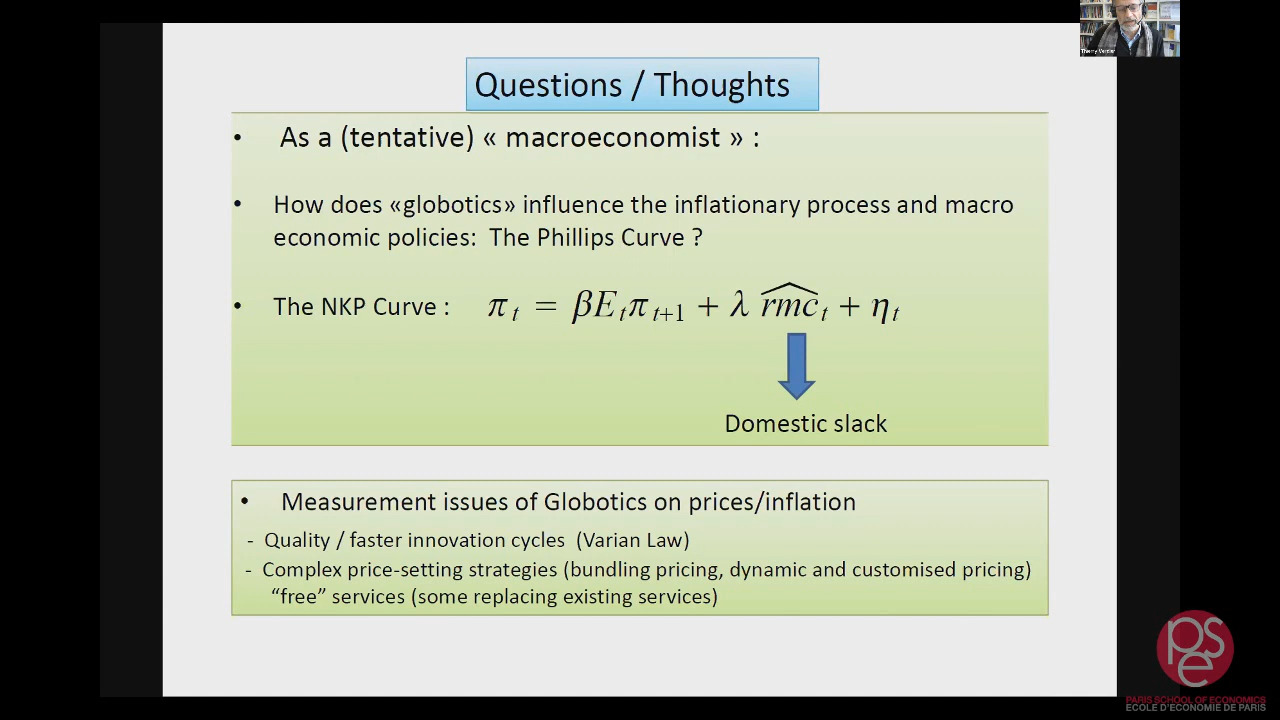 Thierry Verdier
Questions / Thoughts
• As a (tentative) « macroeconomist » :
• How does «globotics» influence the inflationary process and macro
economic policies: The Phillips Curve ?
• The NKP Curve : π_t = βE_tπ_{t+1} + λ \widehat{rmc}_t + η_t
Domestic slack
• Measurement issues of Globotics on prices/inflation
- Quality / faster innovation cycles (Varian Law)
- Complex price-setting strategies (bundling pricing, dynamic and customised pricing)
“free” services (some replacing existing services)
pse
PARIS SCHOOL OF ECONOMICS
ECOLE D'ECONOMIE DE PARIS